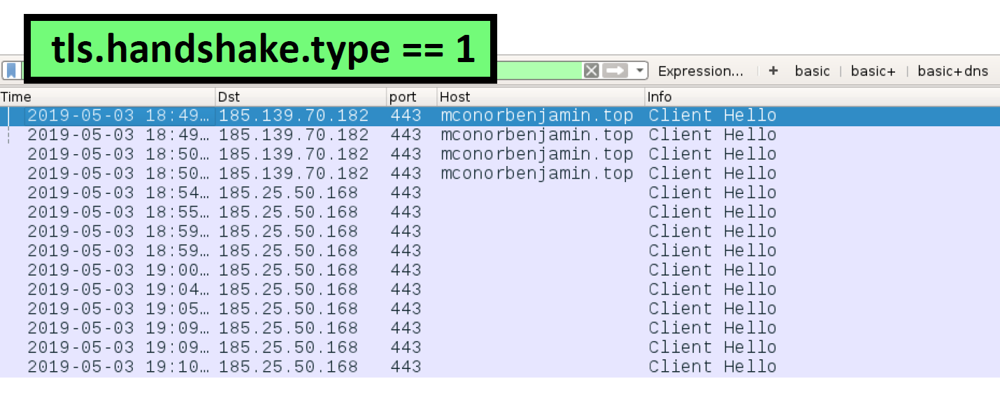 tls.handshake.type == 1
Expression... + basic basic+ basic+dns
Time Dst port Host Info
2019-05-03 18:49… 185.139.70.182 443 mconorbenjamin.top Client Hello
2019-05-03 18:49… 185.139.70.182 443 mconorbenjamin.top Client Hello
2019-05-03 18:50… 185.139.70.182 443 mconorbenjamin.top Client Hello
2019-05-03 18:50… 185.139.70.182 443 mconorbenjamin.top Client Hello
2019-05-03 18:54… 185.25.50.168 443 Client Hello
2019-05-03 18:55… 185.25.50.168 443 Client Hello
2019-05-03 18:59… 185.25.50.168 443 Client Hello
2019-05-03 18:59… 185.25.50.168 443 Client Hello
2019-05-03 19:00… 185.25.50.168 443 Client Hello
2019-05-03 19:04… 185.25.50.168 443 Client Hello
2019-05-03 19:05… 185.25.50.168 443 Client Hello
2019-05-03 19:09… 185.25.50.168 443 Client Hello
2019-05-03 19:09… 185.25.50.168 443 Client Hello
2019-05-03 19:10… 185.25.50.168 443 Client Hello